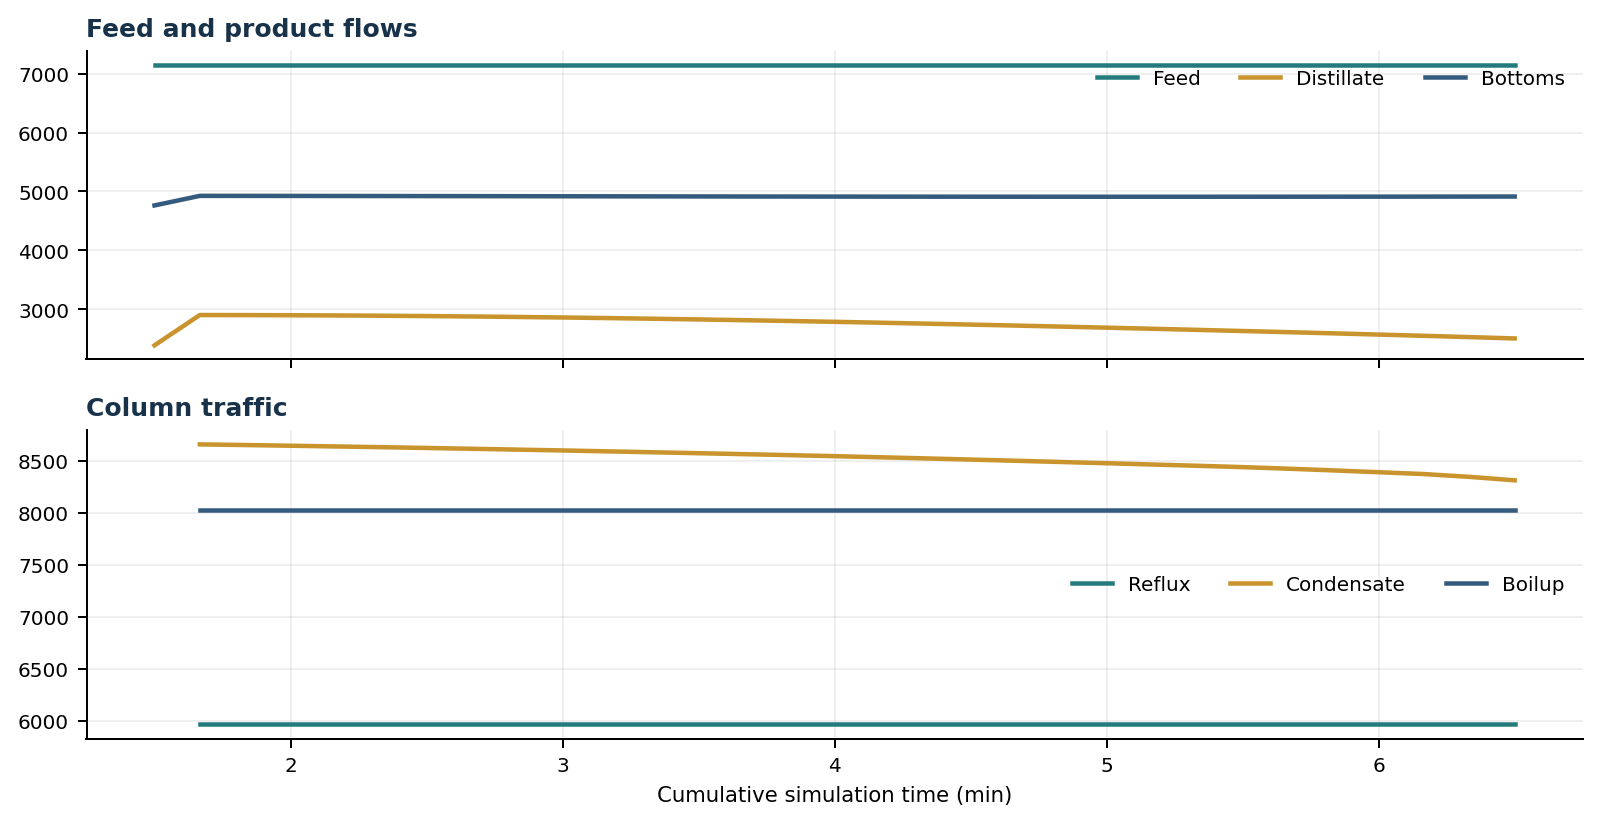 Feed and product flows
7000
6000
5000
4000
3000
Feed Distillate Bottoms
Column traffic
8500
8000
7500
7000
6500
6000
Reflux Condensate Boilup
2 3 4 5 6
Cumulative simulation time (min)